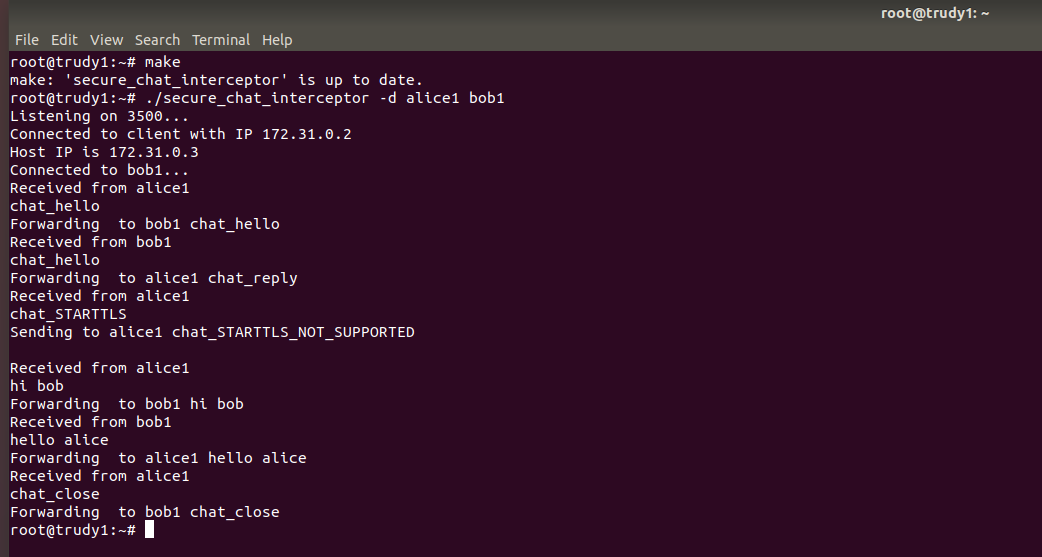 root@trudy1: ~
File Edit View Search Terminal Help
root@trudy1:~# make
make: 'secure_chat_interceptor' is up to date.
root@trudy1:~# ./secure_chat_interceptor -d alice1 bob1
Listening on 3500...
Connected to client with IP 172.31.0.2
Host IP is 172.31.0.3
Connected to bob1...
Received from alice1
chat_hello
Forwarding  to bob1 chat_hello
Received from bob1
chat_hello
Forwarding  to alice1 chat_reply
Received from alice1
chat_STARTTLS
Sending to alice1 chat_STARTTLS_NOT_SUPPORTED

Received from alice1
hi bob
Forwarding  to bob1 hi bob
Received from bob1
hello alice
Forwarding  to alice1 hello alice
Received from alice1
chat_close
Forwarding  to bob1 chat_close
root@trudy1:~#